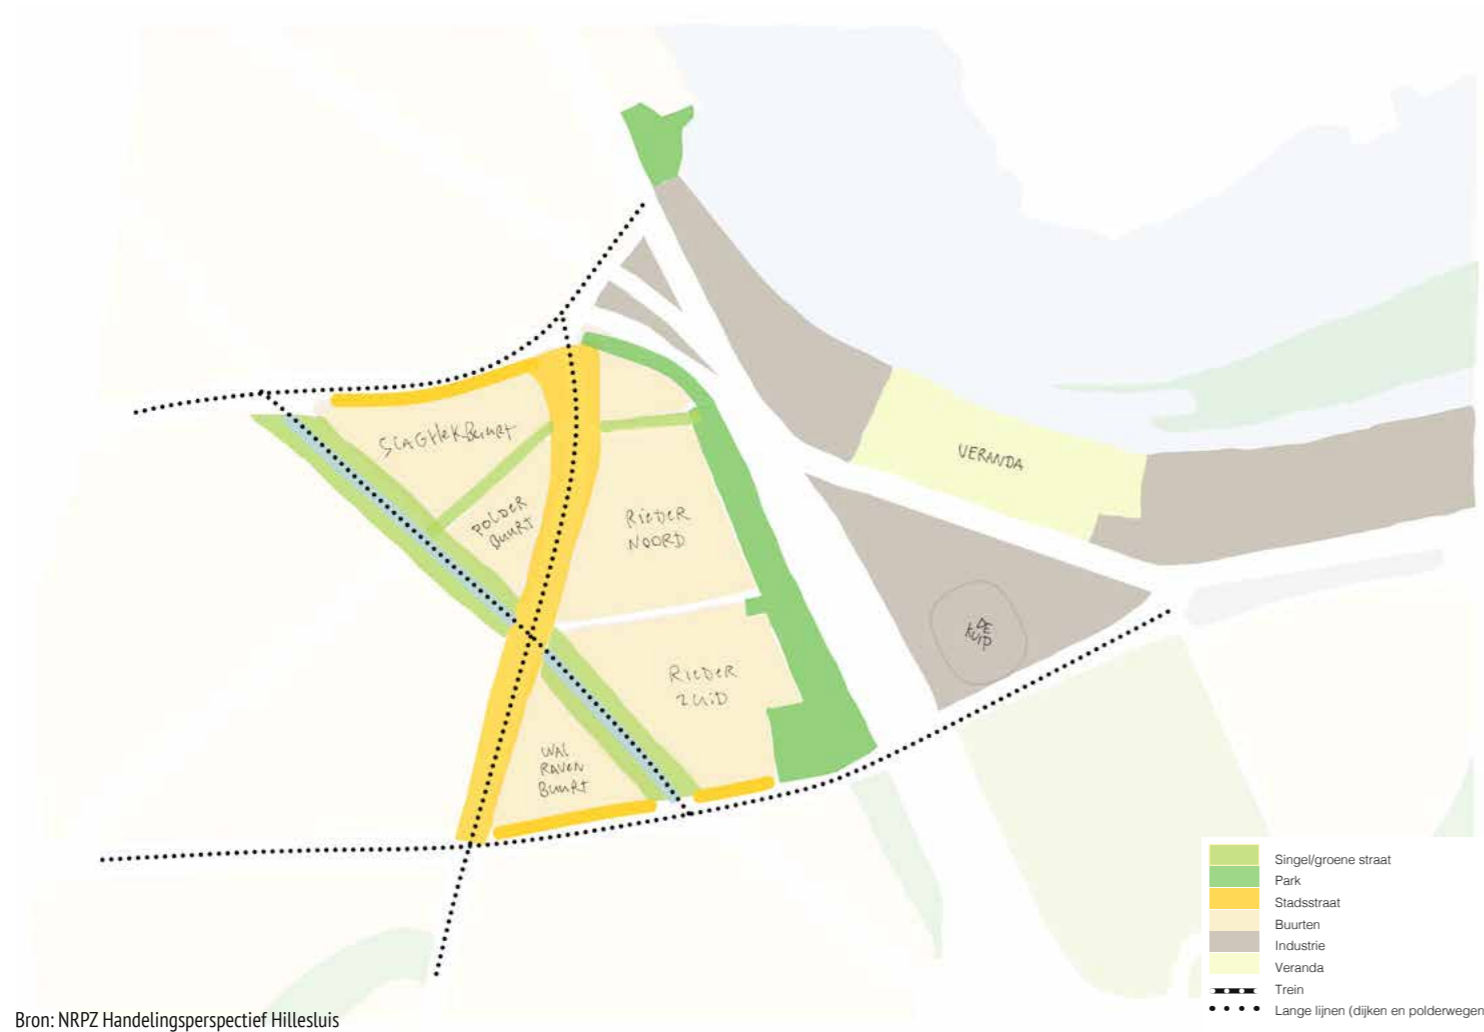 SLAGHEKBUURT
POLDER
BUURT
RIEDER
NOORD
VERANDA
DE
KUIP
RIEDER
ZUID
WAL
RAVEN
BUURT
Singel/groene straat
Park
Stadsstraat
Buurten
Industrie
Veranda
Trein
Lange lijnen (dijken en polderwegen
Bron: NRPZ Handelingsperspectief Hillesluis